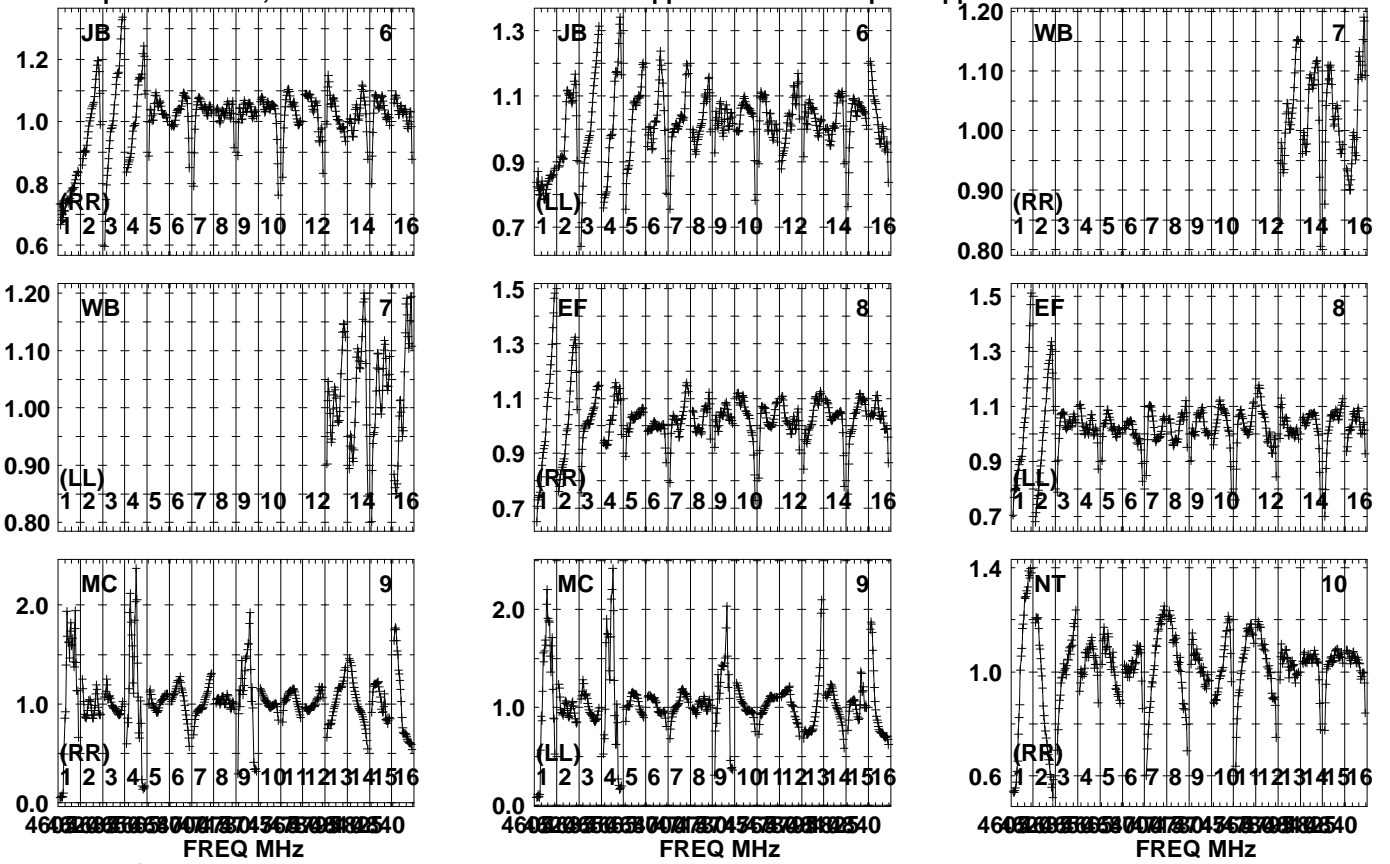 JB 6
1.2
1.0
0.8
0.6
(RR)
1 2 3 4 5 6 7 8 9 10 12 14 16
JB 6
1.3
1.1
0.9
0.7
(LL)
1 2 3 4 5 6 7 8 9 10 12 14 16
WB 7
1.20
1.10
1.00
0.90
0.80
(RR)
1 2 3 4 5 6 7 8 9 10 12 14 16
WB 7
1.20
1.10
1.00
0.90
0.80
(LL)
1 2 3 4 5 6 7 8 9 10 12 14 16
EF 8
1.5
1.3
1.1
0.9
0.7
(RR)
1 2 3 4 5 6 7 8 9 10 12 14 16
EF 8
1.5
1.3
1.1
0.9
0.7
(LL)
1 2 3 4 5 6 7 8 9 10 12 14 16
MC 9
2.0
1.0
0.0
(RR)
1 2 3 4 5 6 7 8 9 10 11 12 13 14 15 16
FREQ MHz
MC 9
2.0
1.0
0.0
(LL)
1 2 3 4 5 6 7 8 9 10 11 12 13 14 15 16
FREQ MHz
NT 10
1.4
1.0
0.6
(RR)
1 2 3 4 5 6 7 8 9 10 11 12 13 14 15 16
FREQ MHz